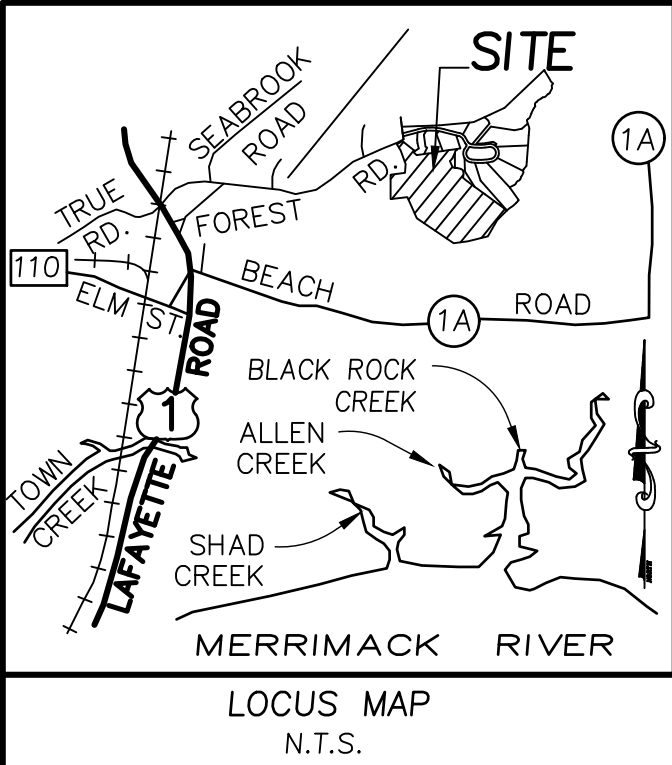 SITE
SEABROOK
ROAD
1A
TRUE
RD.
FOREST
RD.
110
ELM ST.
BEACH
1A
ROAD
ROAD
BLACK ROCK
CREEK
1
ALLEN
CREEK
TOWN
CREEK
LAFAYETTE
SHAD
CREEK
NORTH
MERRIMACK RIVER
LOCUS MAP
N.T.S.